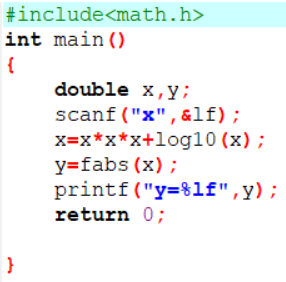 #include<math.h>
int main()
{
double x,y;
scanf("x",&lf);
x=x*x*x+log10(x);
y=fabs(x);
printf("y=%lf",y);
return 0;
}